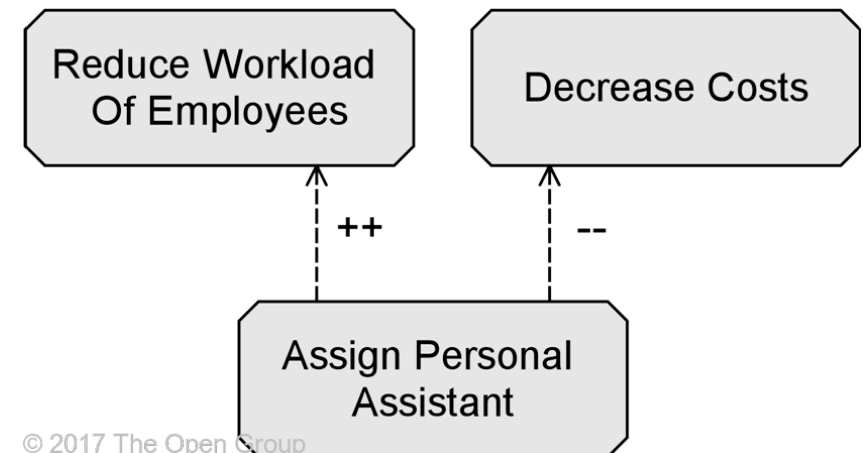 Reduce Workload
Of Employees
Decrease Costs
++
--
Assign Personal
Assistant
© 2017 The Open Group